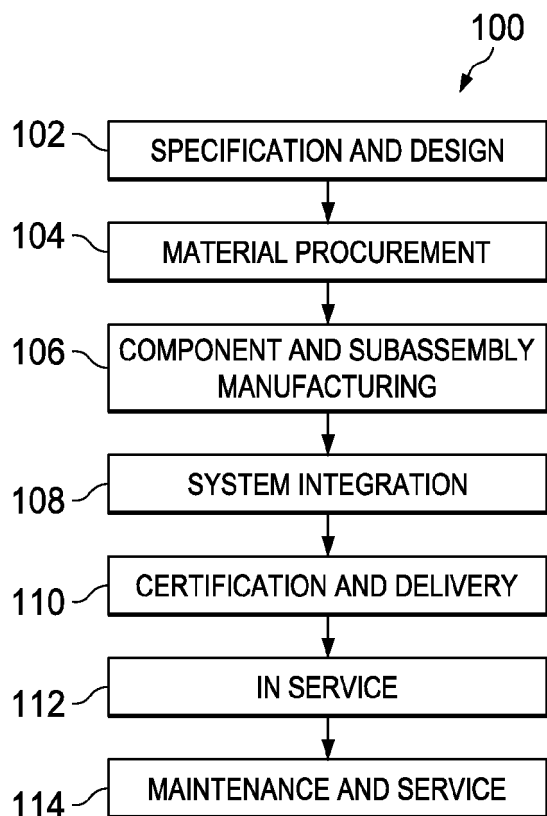 100
102
SPECIFICATION AND DESIGN
104
MATERIAL PROCUREMENT
106
COMPONENT AND SUBASSEMBLY
MANUFACTURING
108
SYSTEM INTEGRATION
110
CERTIFICATION AND DELIVERY
112
IN SERVICE
114
MAINTENANCE AND SERVICE